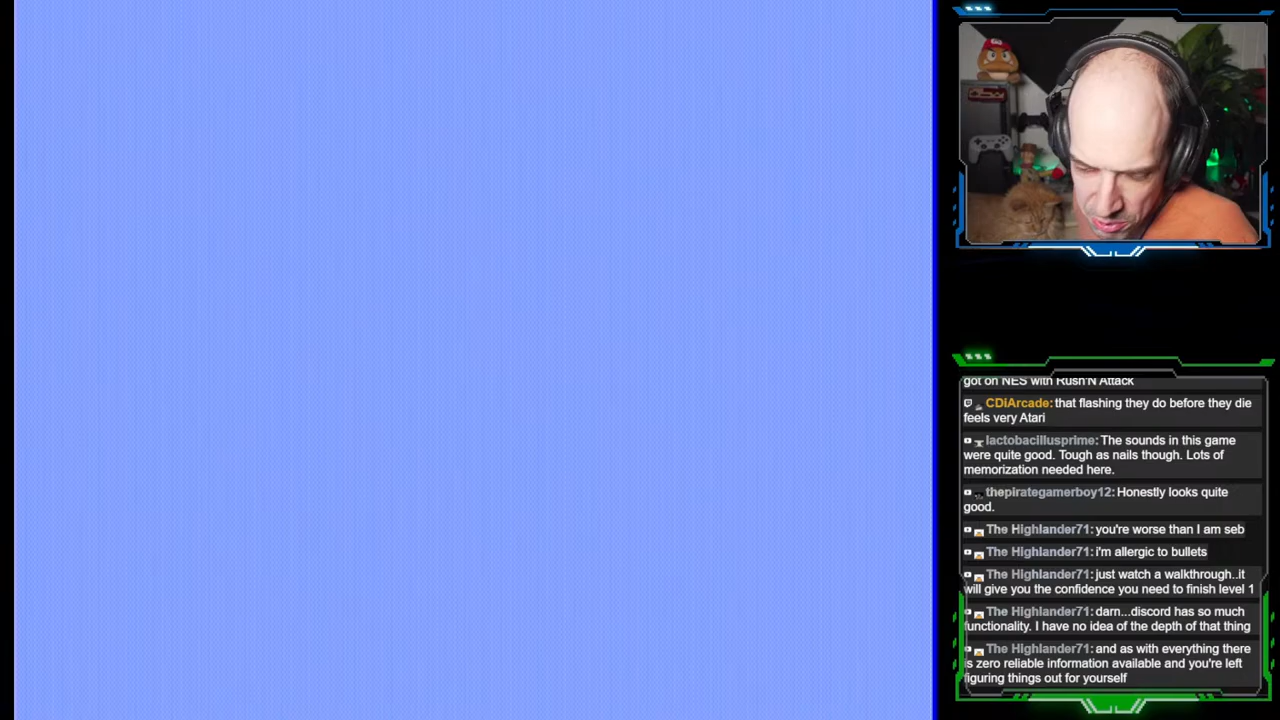 got on NES with Rush'N Attack
CDiArcade: that flashing they do before they die
feels very Atari
lactobacillusprime: The sounds in this game
were quite good. Tough as nails though. Lots of
memorization needed here.
thepirategamerboy12: Honestly looks quite
good.
The Highlander71: you're worse than I am seb
The Highlander71: i'm allergic to bullets
The Highlander71: just watch a walkthrough..it
will give you the confidence you need to finish level 1
The Highlander71: darn...discord has so much
functionality. I have no idea of the depth of that thing
The Highlander71: and as with everything there
is zero reliable information available and you're left
figuring things out for yourself